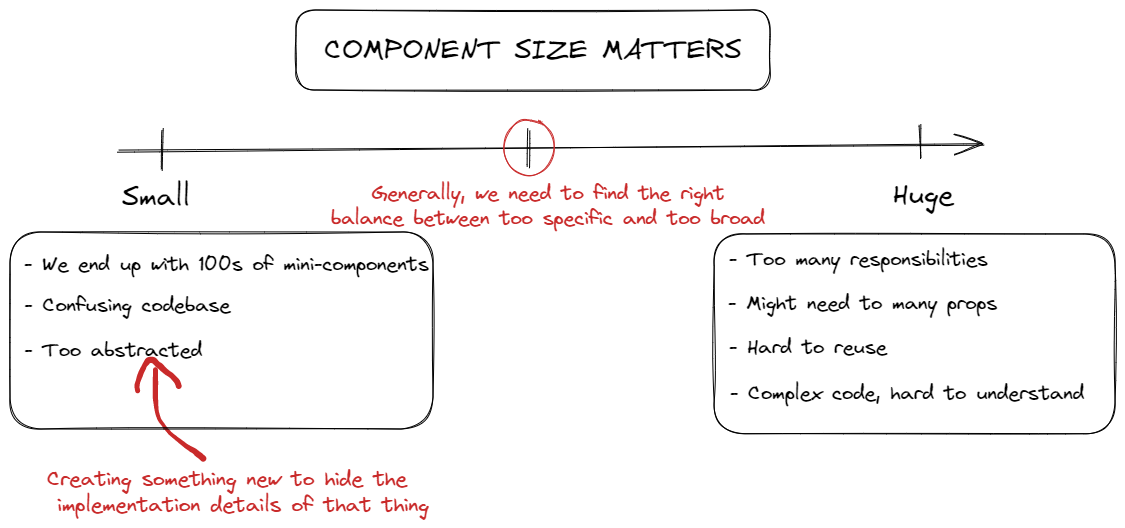 COMPONENT SIZE MATTERS
Small
Generally, we need to find the right
balance between too specific and too broad
Huge
- We end up with 100s of mini-components
- Confusing codebase
- Too abstracted
- Too many responsibilities
- Might need to many props
- Hard to reuse
- Complex code, hard to understand
Creating something new to hide the
implementation details of that thing